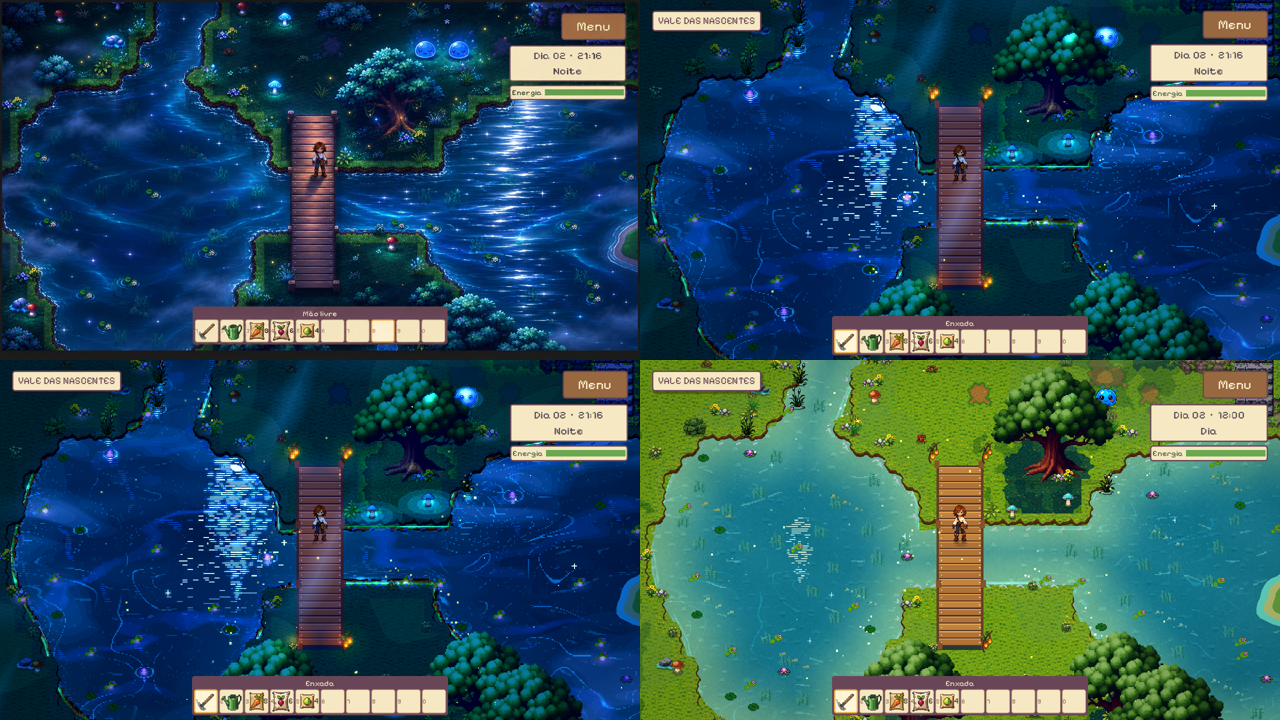 Menu
Dia 02 · 21:16
Noite
Energia
Mão livre
VALE DAS NASCENTES
Menu
Dia 02 · 21:16
Noite
Energia
Enxada
VALE DAS NASCENTES
Menu
Dia 02 · 21:16
Noite
Energia
Enxada
VALE DAS NASCENTES
Menu
Dia 02 · 12:00
Dia
Energia
Enxada